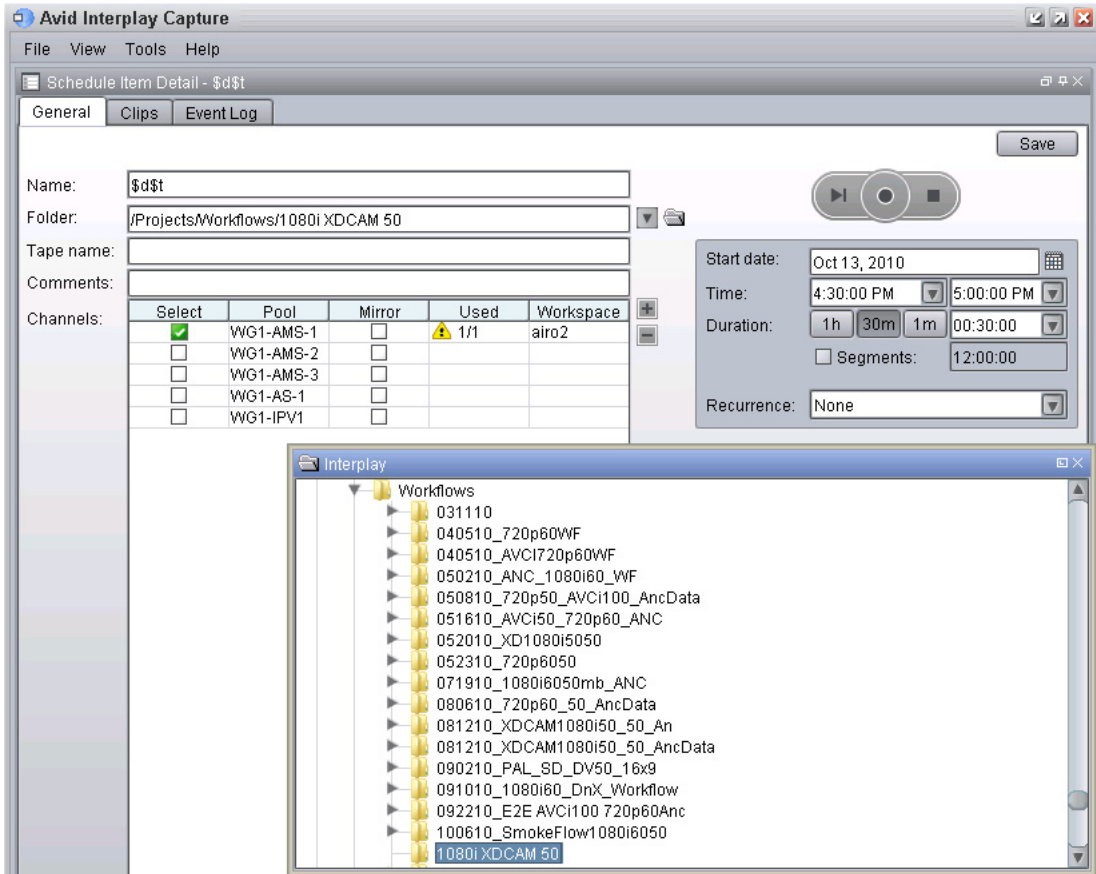 Avid Interplay Capture
File View Tools Help
Schedule Item Detail - $d$t
General Clips Event Log
Save
Name: $d$t
Folder: /Projects/Workflows/1080i XDCAM 50
Tape name:
Comments:
Channels:
Select Pool Mirror Used Workspace
WG1-AMS-1 1/1 airo2
WG1-AMS-2
WG1-AMS-3
WG1-AS-1
WG1-IPV1
Start date: Oct 13, 2010
Time: 4:30:00 PM 5:00:00 PM
Duration: 1h 30m 1m 00:30:00
Segments: 12:00:00
Recurrence: None
Interplay
Workflows
031110
040510_720p60WF
040510_AVCI720p60WF
050210_ANC_1080i60_WF
050810_720p50_AVCi100_AncData
051610_AVCi50_720p60_ANC
052010_XD1080i5050
052310_720p6050
071910_1080i6050mb_ANC
080610_720p60_50_AncData
081210_XDCAM1080i50_50_An
081210_XDCAM1080i50_50_AncData
090210_PAL_SD_DV50_16x9
091010_1080i60_DnX_Workflow
092210_E2E AVCi100 720p60Anc
100610_SmokeFlow1080i6050
1080i XDCAM 50